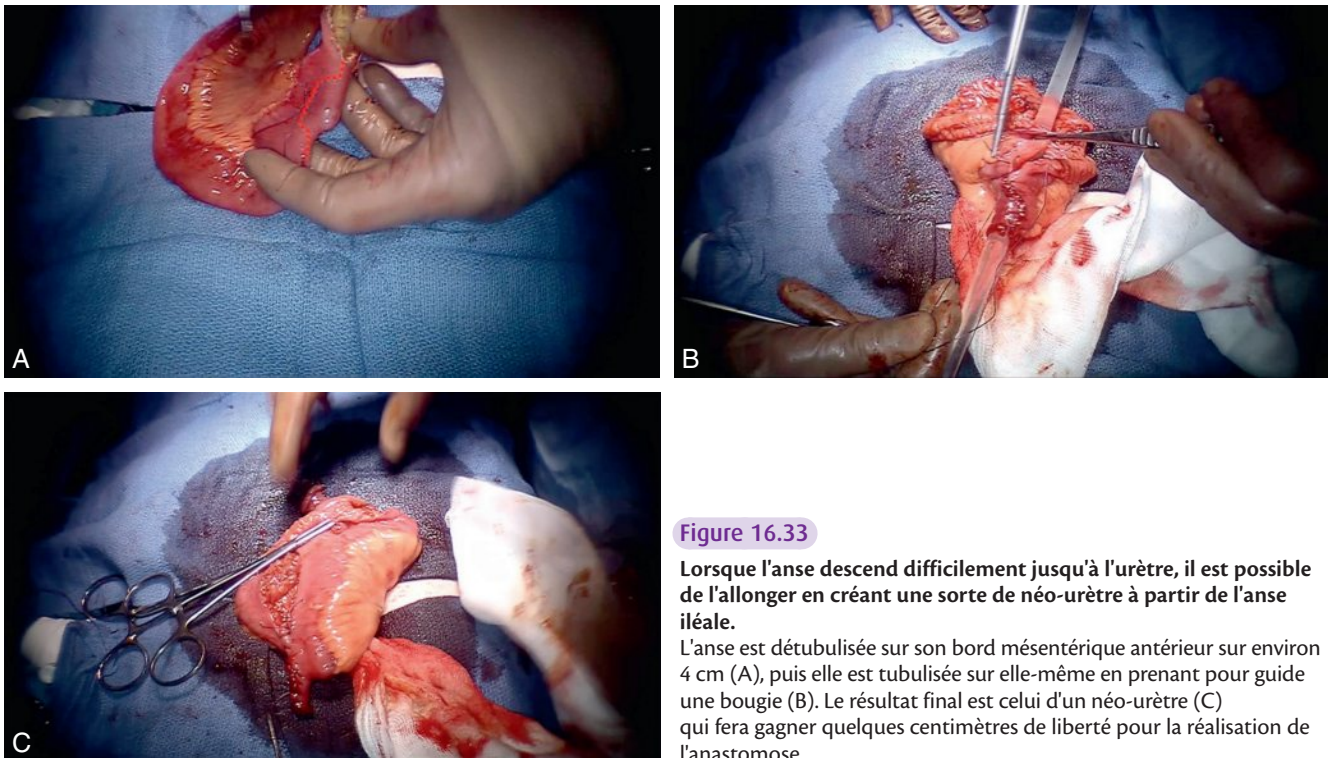 A
B
C
Figure 16.33
Lorsque l'anse descend difficilement jusqu'à l'urètre, il est possible
de l'allonger en créant une sorte de néo-urètre à partir de l'anse
iléale.
L'anse est détubulisée sur son bord mésentérique antérieur sur environ
4 cm (A), puis elle est tubulisée sur elle-même en prenant pour guide
une bougie (B). Le résultat final est celui d'un néo-urètre (C)
qui fera gagner quelques centimètres de liberté pour la réalisation de
l'anastomose